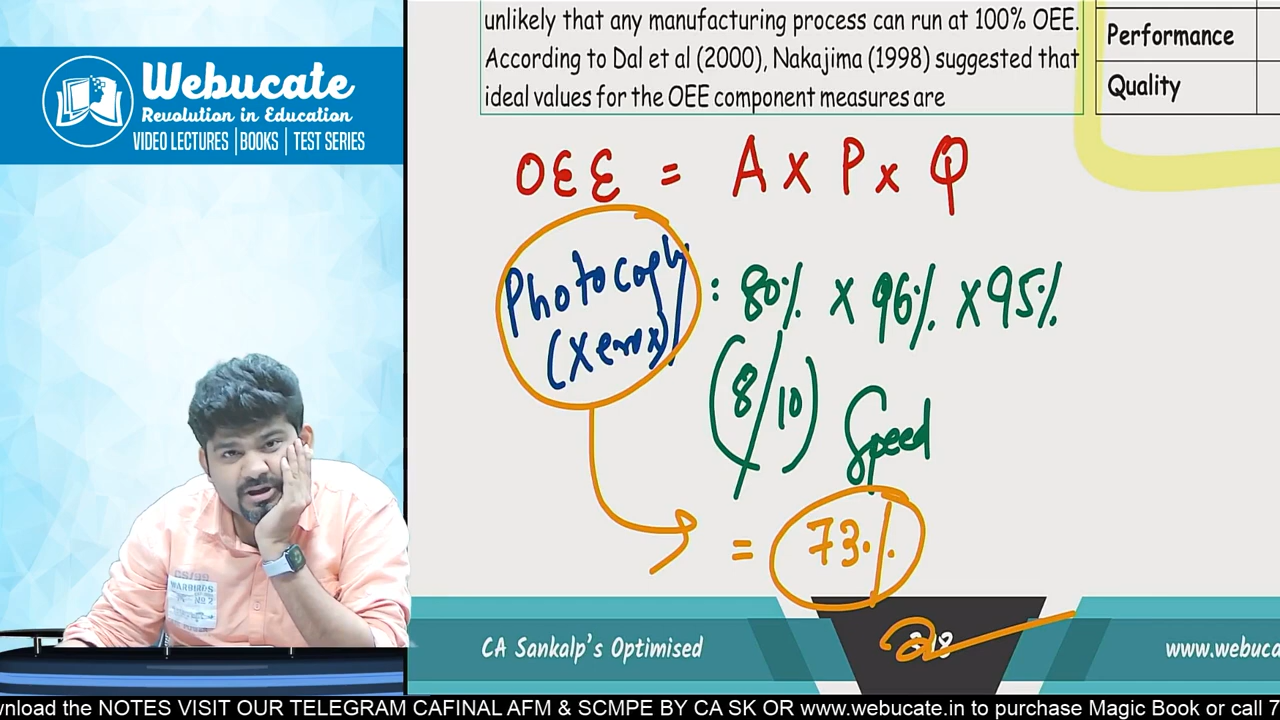 Webucate
Revolution in Education
VIDEO LECTURES | BOOKS | TEST SERIES
unlikely that any manufacturing process can run at 100% OEE.
According to Dal et al (2000), Nakajima (1998) suggested that
ideal values for the OEE component measures are
Performance
Quality
OEE = A x P x Q
Photocopy : 80% x 96% x 95%
(Xerox) (8/10) Speed
= 73%
CS/99
WARBIRDS
Nº2
CA Sankalp's Optimised
www.webuca
wnload the NOTES VISIT OUR TELEGRAM CAFINAL AFM & SCMPE BY CA SK OR www.webucate.in to purchase Magic Book or call 7